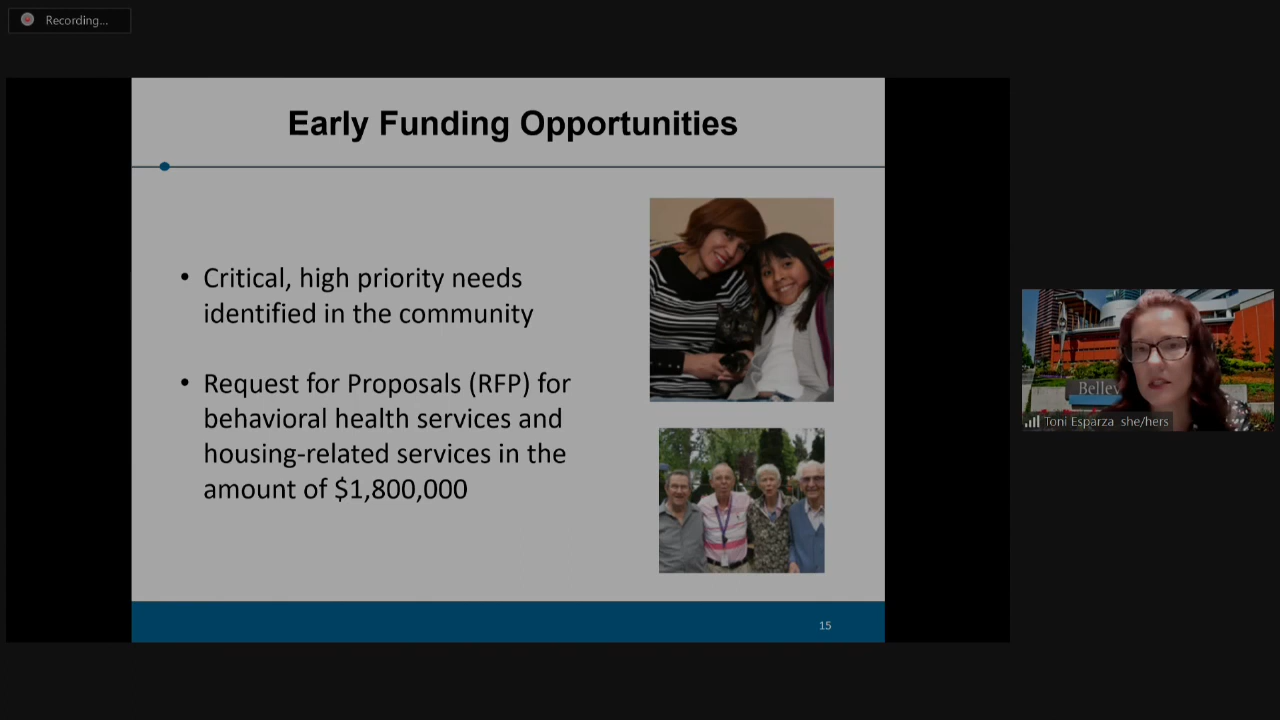 Recording...
Early Funding Opportunities
• Critical, high priority needs
identified in the community
• Request for Proposals (RFP) for
behavioral health services and
housing-related services in the
amount of $1,800,000
15
Bellev
Toni Esparza she/hers